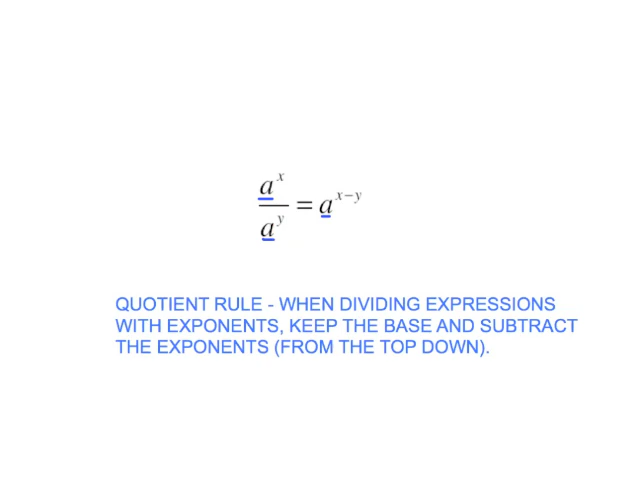 a^x / a^y = a^{x-y}
QUOTIENT RULE - WHEN DIVIDING EXPRESSIONS
WITH EXPONENTS, KEEP THE BASE AND SUBTRACT
THE EXPONENTS (FROM THE TOP DOWN).